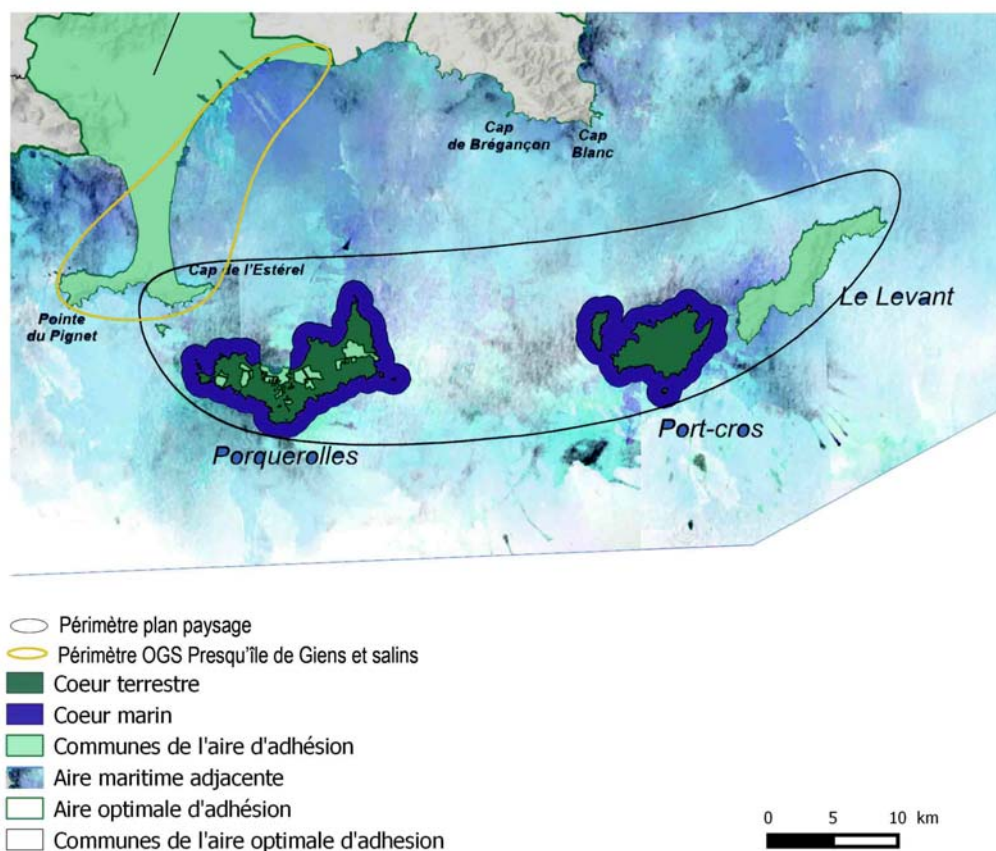 Cap
de Brégançon
Cap
Blanc
Cap de l'Estérel
Pointe
du Pignet
Le Levant
Port-cros
Porquerolles
Périmètre plan paysage
Périmètre OGS Presqu'île de Giens et salins
Coeur terrestre
Coeur marin
Communes de l'aire d'adhésion
Aire maritime adjacente
Aire optimale d'adhésion
Communes de l'aire optimale d'adhesion
0 5 10 km